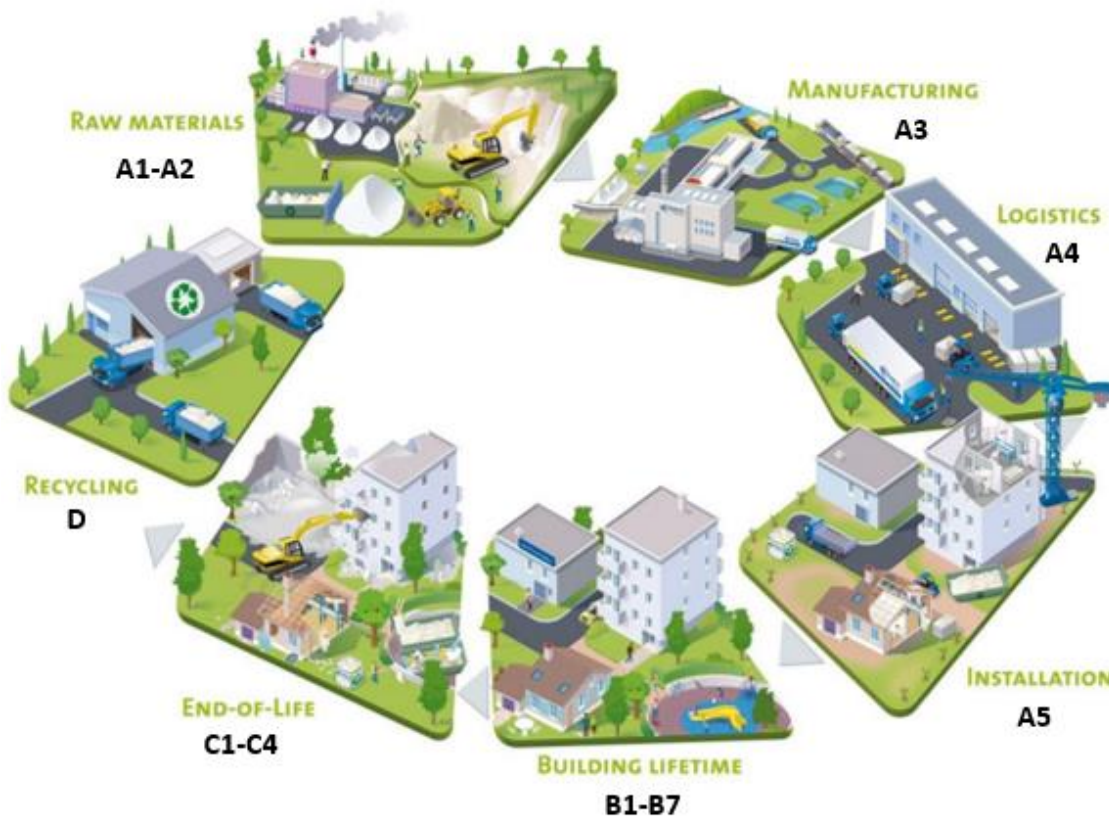 RAW MATERIALS
A1-A2
MANUFACTURING
A3
LOGISTICS
A4
INSTALLATION
A5
BUILDING LIFETIME
B1-B7
END-OF-LIFE
C1-C4
RECYCLING
D